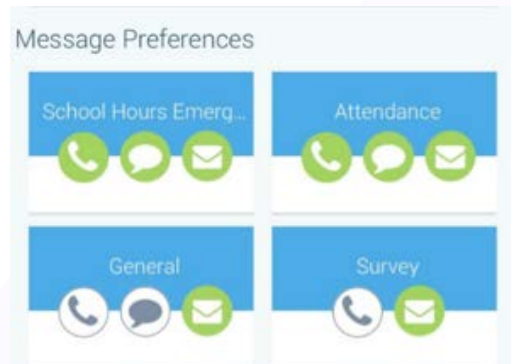 Message Preferences
School Hours Emerg...
Attendance
General
Survey